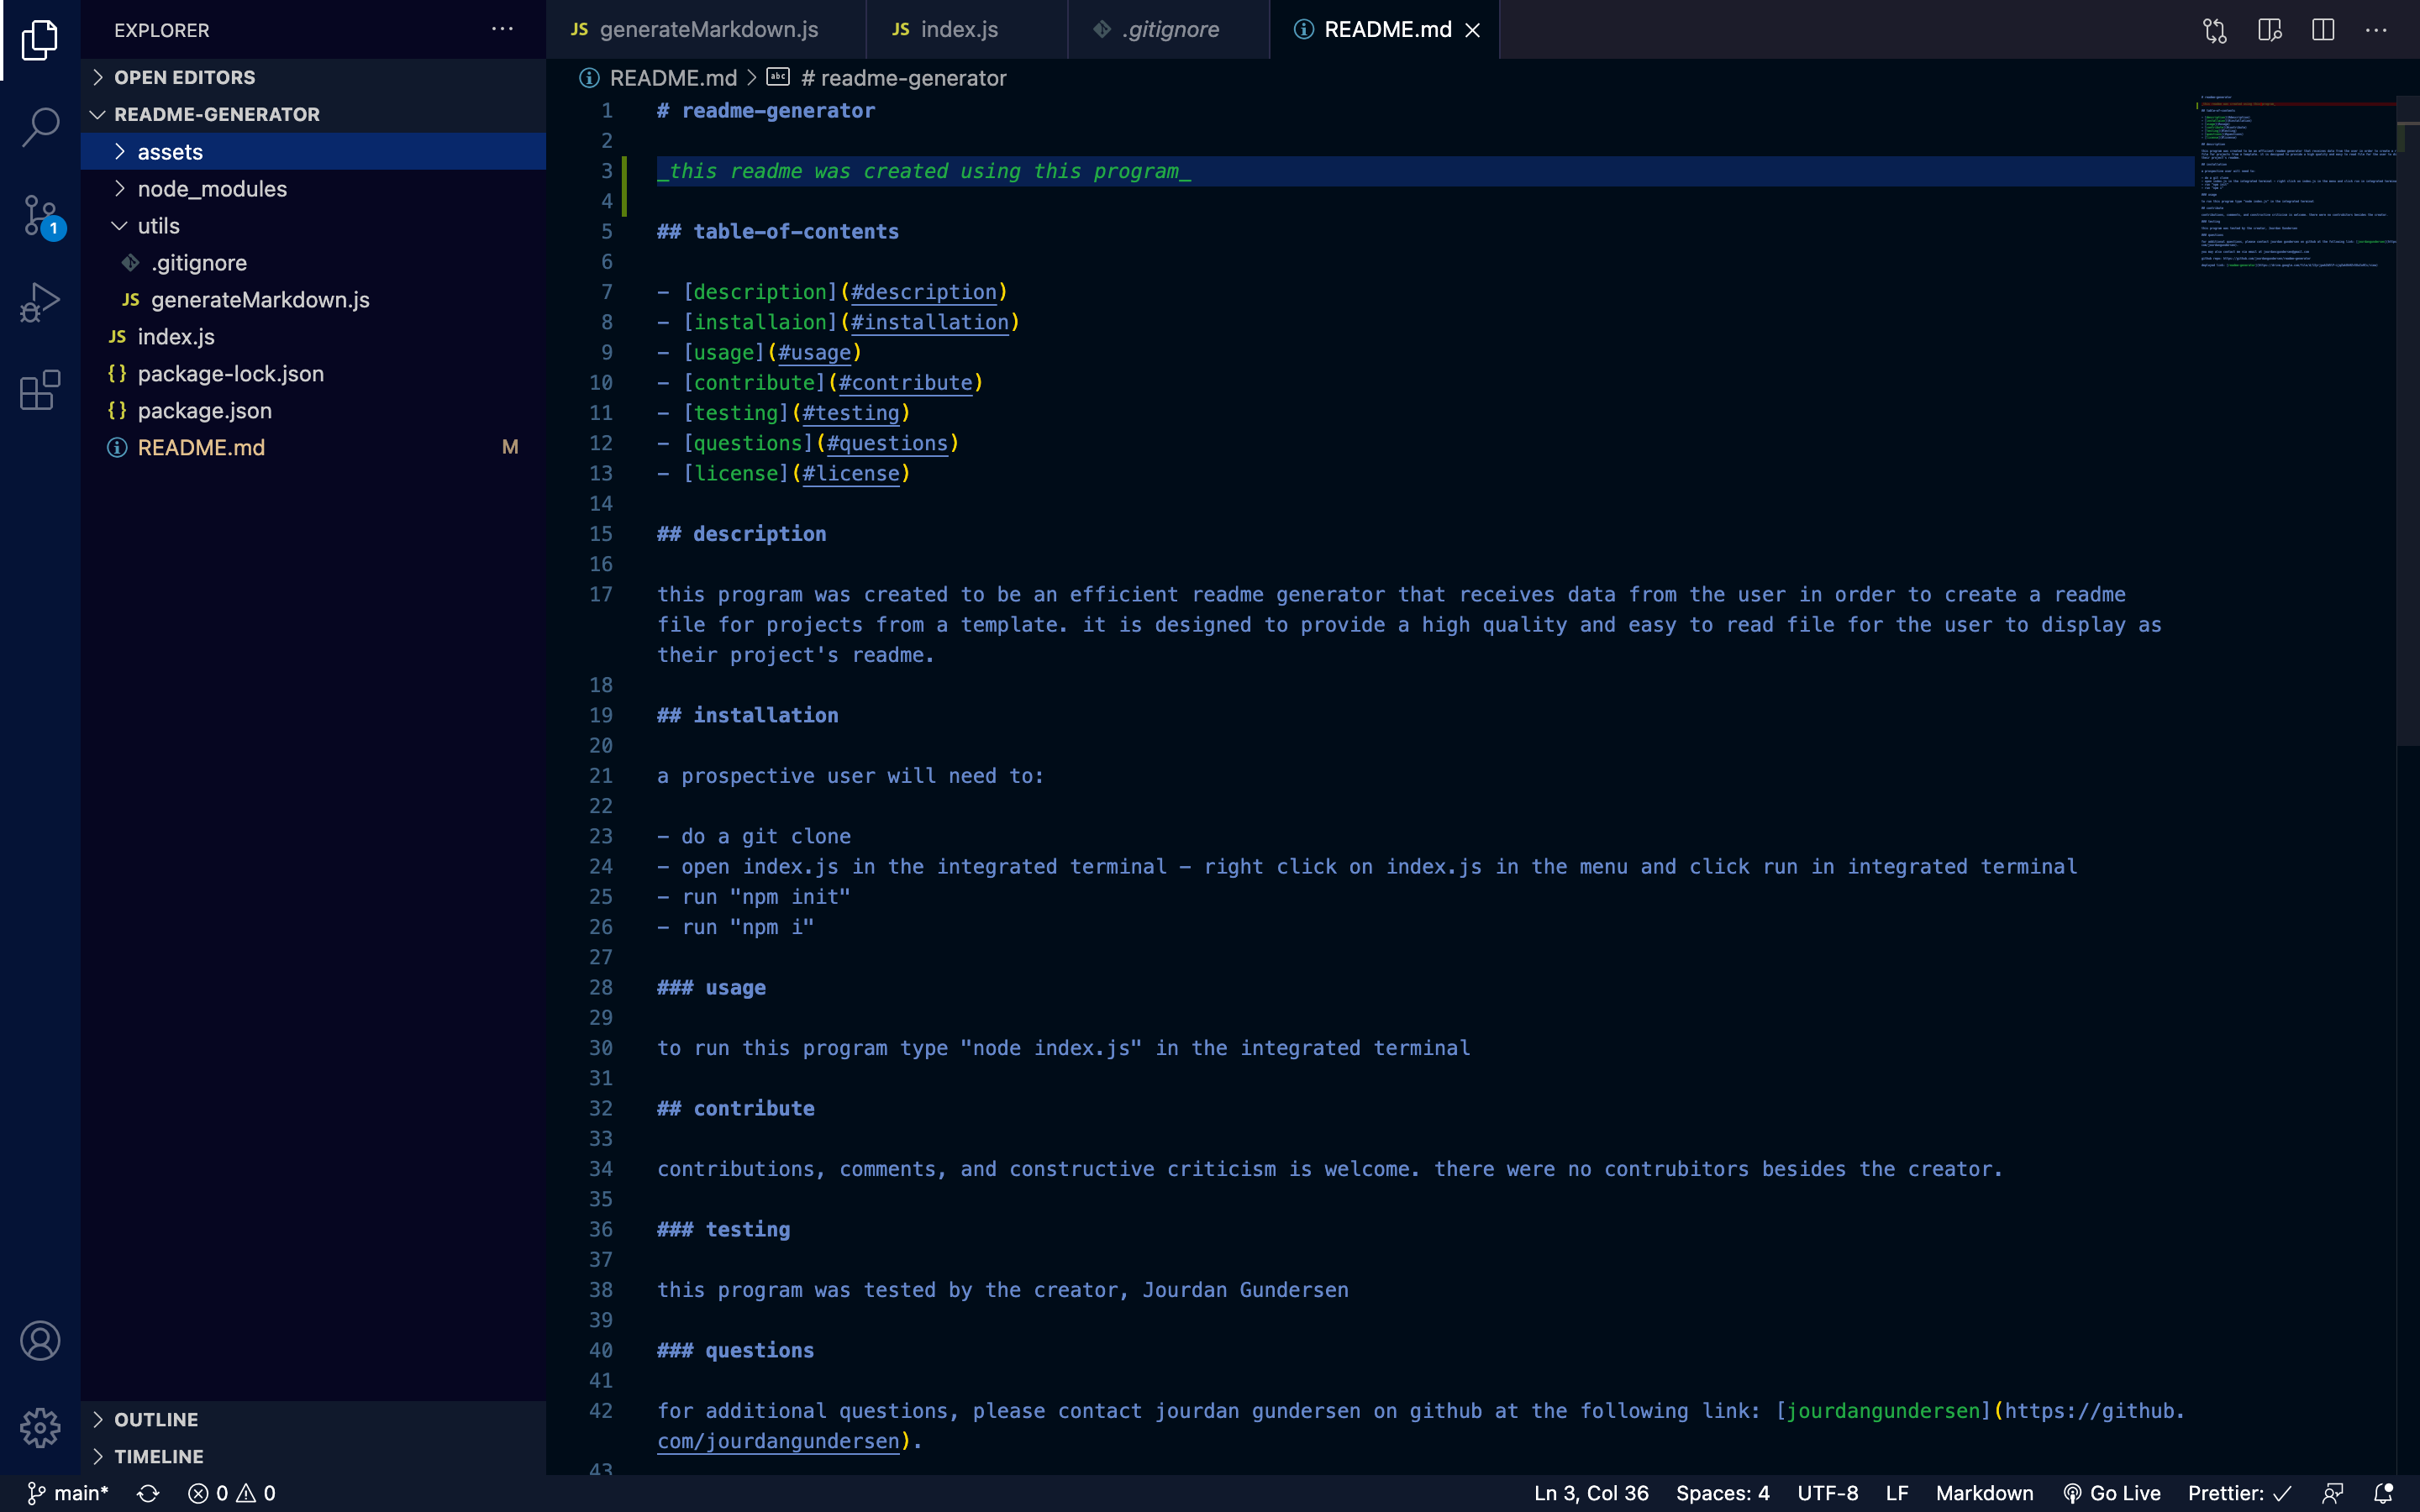 EXPLORER
OPEN EDITORS
README-GENERATOR
assets
node_modules
utils
.gitignore
JS generateMarkdown.js
JS index.js
{} package-lock.json
{} package.json
README.md M
OUTLINE
TIMELINE
JS generateMarkdown.js
JS index.js
.gitignore
README.md
README.md > abc # readme-generator
1 # readme-generator
2
3 _this readme was created using this program_
4
5 ## table-of-contents
6
7 - [description](#description)
8 - [installaion](#installation)
9 - [usage](#usage)
10 - [contribute](#contribute)
11 - [testing](#testing)
12 - [questions](#questions)
13 - [license](#license)
14
15 ## description
16
17 this program was created to be an efficient readme generator that receives data from the user in order to create a readme
file for projects from a template. it is designed to provide a high quality and easy to read file for the user to display as
their project's readme.
18
19 ## installation
20
21 a prospective user will need to:
22
23 - do a git clone
24 - open index.js in the integrated terminal - right click on index.js in the menu and click run in integrated terminal
25 - run "npm init"
26 - run "npm i"
27
28 ### usage
29
30 to run this program type "node index.js" in the integrated terminal
31
32 ## contribute
33
34 contributions, comments, and constructive criticism is welcome. there were no contrubitors besides the creator.
35
36 ### testing
37
38 this program was tested by the creator, Jourdan Gundersen
39
40 ### questions
41
42 for additional questions, please contact jourdan gundersen on github at the following link: [jourdangundersen](https://github.
com/jourdangundersen).
43
1
main* 0 0 Ln 3, Col 36 Spaces: 4 UTF-8 LF Markdown Go Live Prettier: ✓